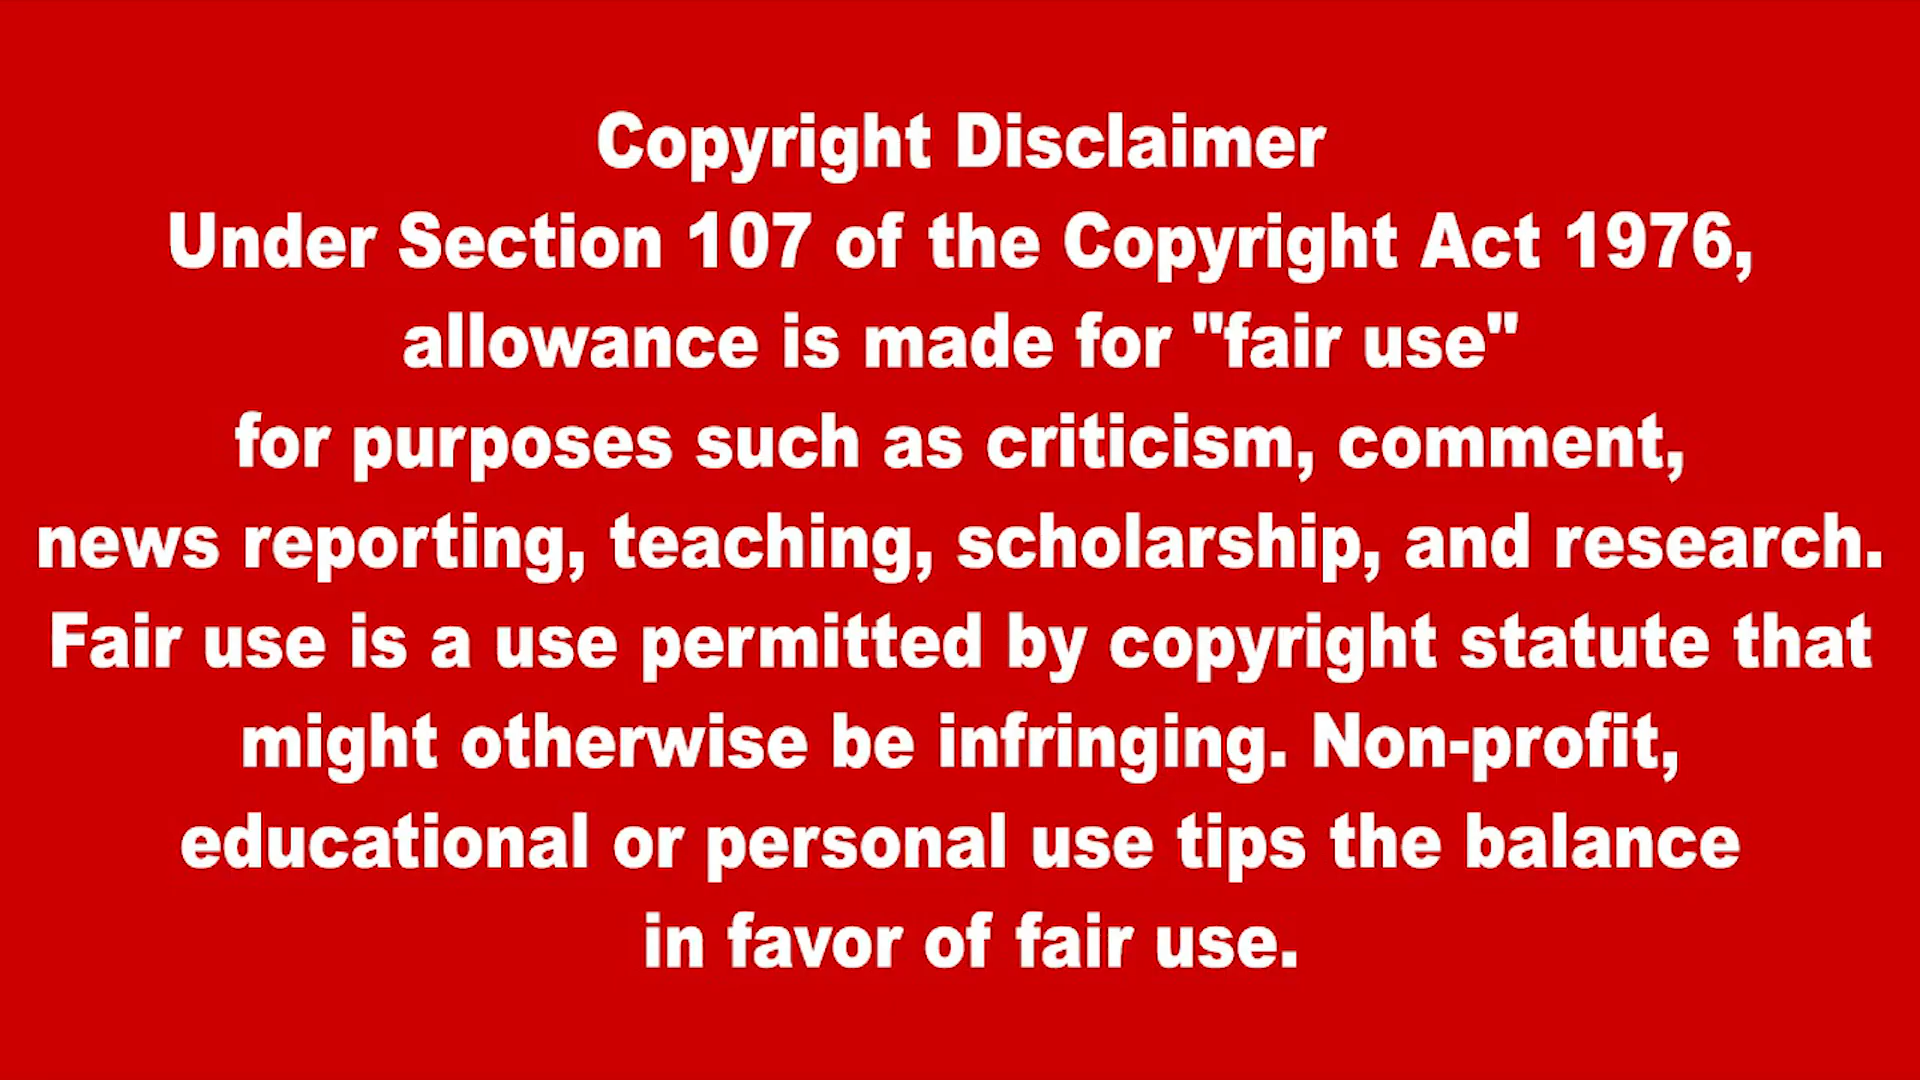 Copyright Disclaimer
Under Section 107 of the Copyright Act 1976,
allowance is made for "fair use"
for purposes such as criticism, comment,
news reporting, teaching, scholarship, and research.
Fair use is a use permitted by copyright statute that
might otherwise be infringing. Non-profit,
educational or personal use tips the balance
in favor of fair use.